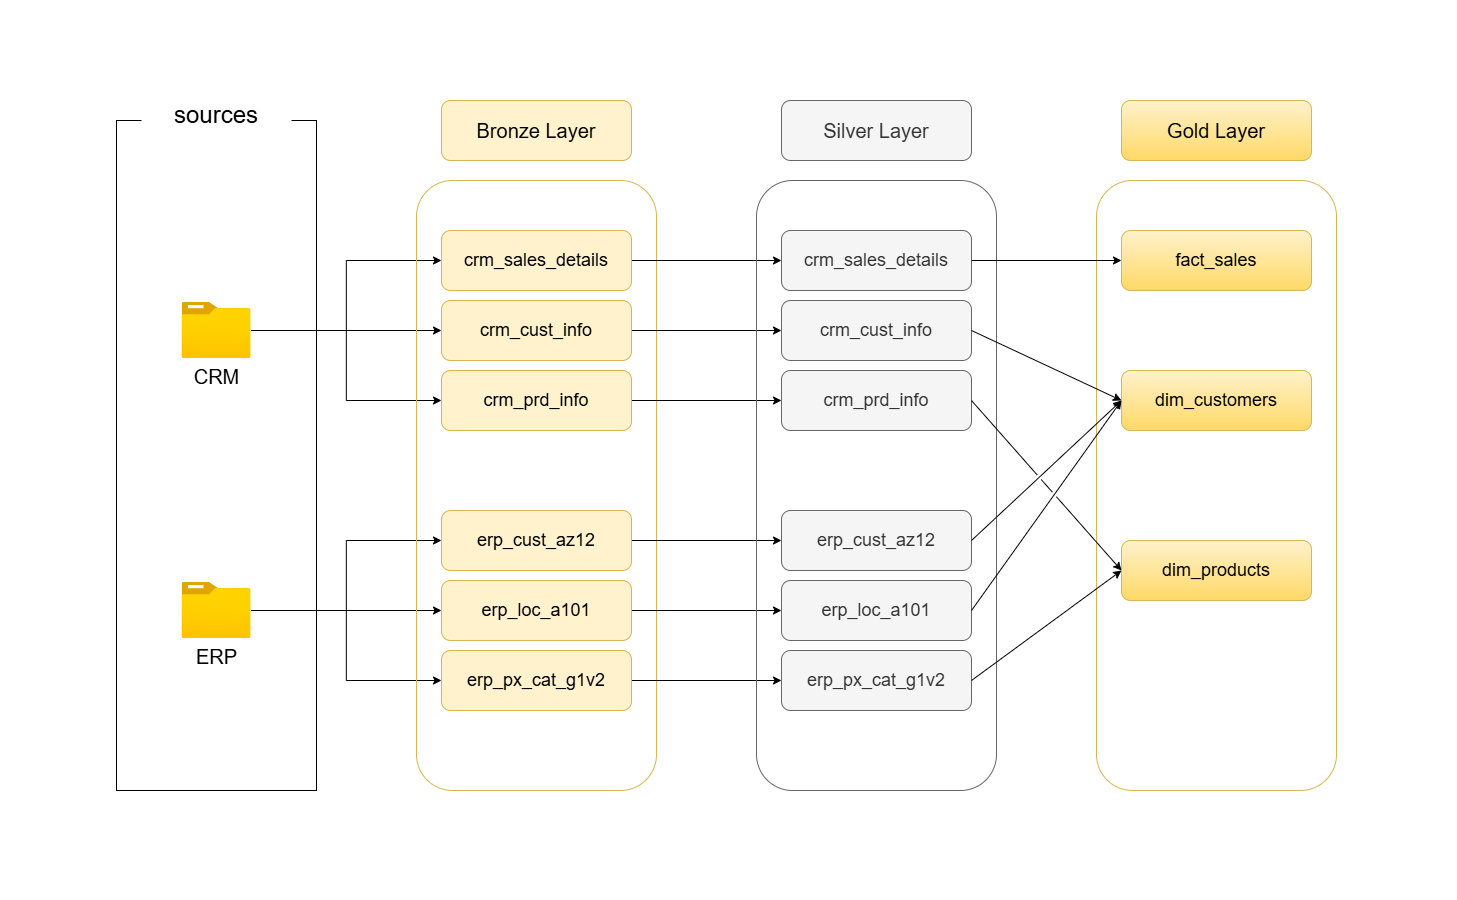 sources
CRM
ERP
Bronze Layer
crm_sales_details
crm_cust_info
crm_prd_info
erp_cust_az12
erp_loc_a101
erp_px_cat_g1v2
Silver Layer
crm_sales_details
crm_cust_info
crm_prd_info
erp_cust_az12
erp_loc_a101
erp_px_cat_g1v2
Gold Layer
fact_sales
dim_customers
dim_products